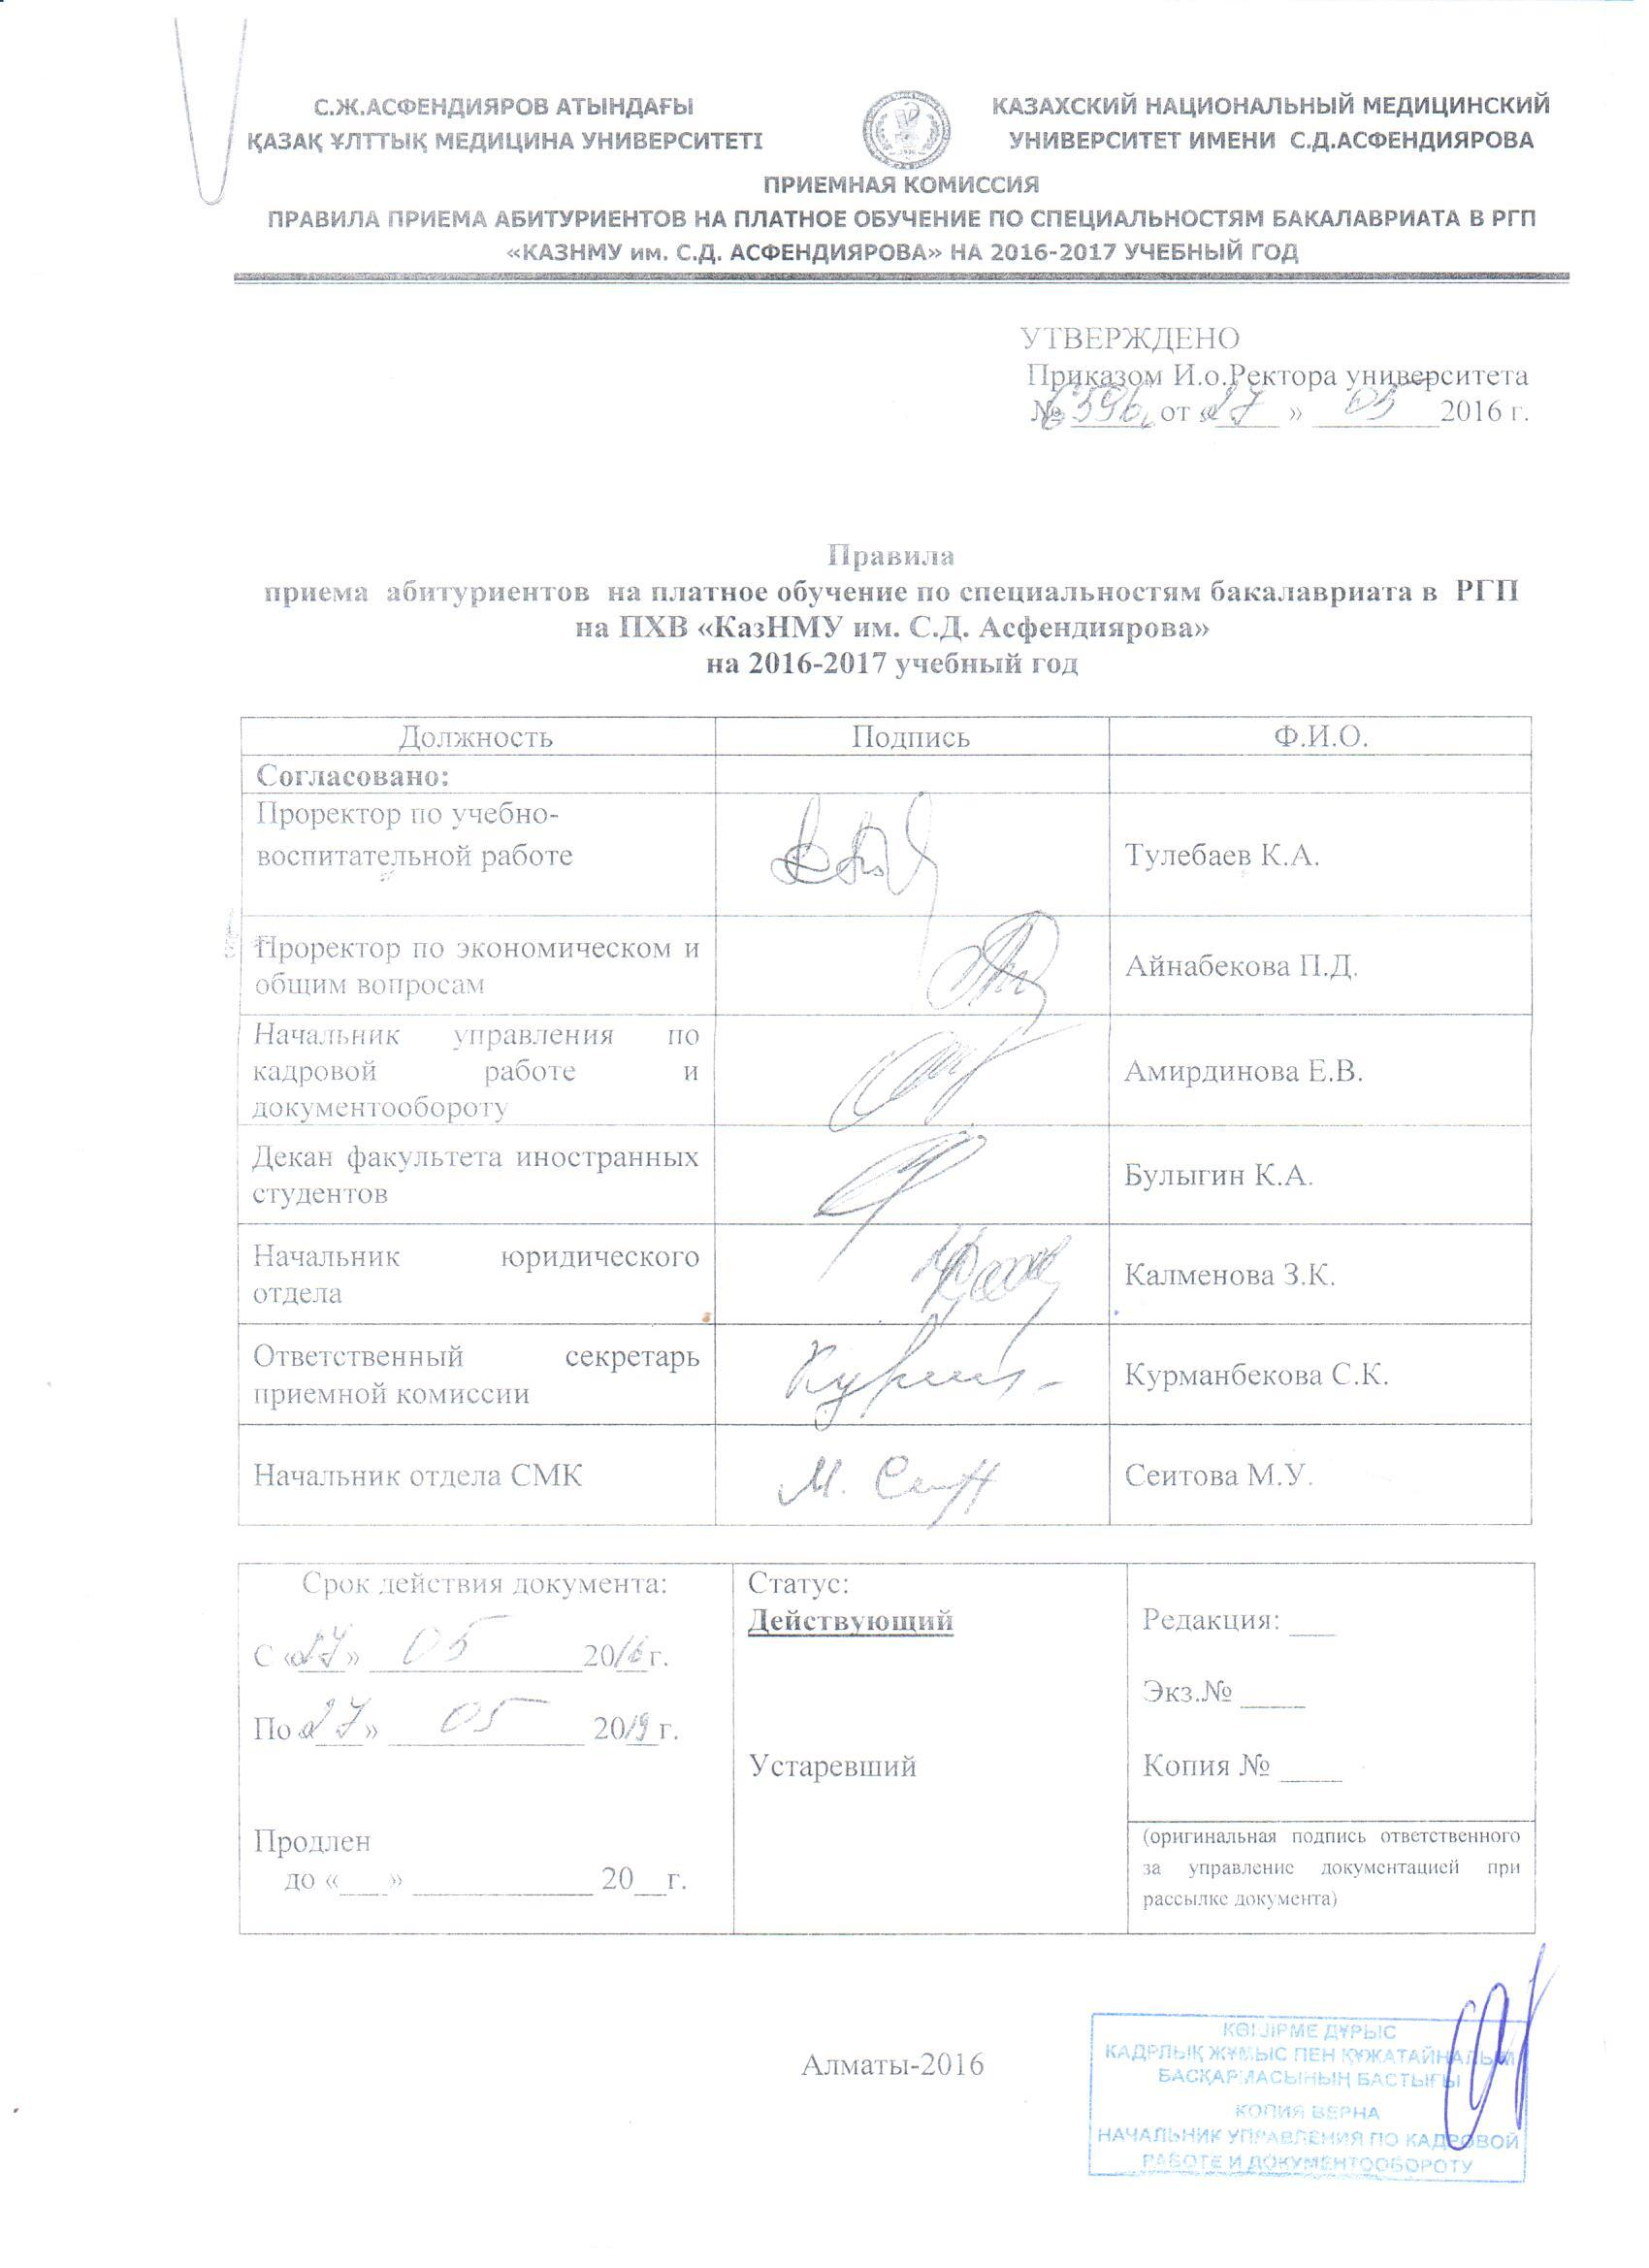 С.Ж.АСФЕНДИЯРОВ АТЫНДАҒЫ
ҚАЗАҚ ҰЛТТЫҚ МЕДИЦИНА УНИВЕРСИТЕТІ
КАЗАХСКИЙ НАЦИОНАЛЬНЫЙ МЕДИЦИНСКИЙ
УНИВЕРСИТЕТ ИМЕНИ С.Д.АСФЕНДИЯРОВА
ПРИЕМНАЯ КОМИССИЯ
ПРАВИЛА ПРИЕМА АБИТУРИЕНТОВ НА ПЛАТНОЕ ОБУЧЕНИЕ ПО СПЕЦИАЛЬНОСТЯМ БАКАЛАВРИАТА В РГП
«КАЗНМУ им. С.Д. АСФЕНДИЯРОВА» НА 2016-2017 УЧЕБНЫЙ ГОД
УТВЕРЖДЕНО
Приказом И.о.Ректора университета
№ от «27» 05 2016 г.
Правила
приема абитуриентов на платное обучение по специальностям бакалавриата в РГП
на ПХВ «КазНМУ им. С.Д. Асфендиярова»
на 2016-2017 учебный год
Должность Подпись Ф.И.О.
Согласовано:
Проректор по учебно-
воспитательной работе
Тулебаев К.А.
Проректор по экономическом и
общим вопросам
Айнабекова П.Д.
Начальник управления по
кадровой работе и
документообороту
Амирдинова Е.В.
Декан факультета иностранных
студентов
Булыгин К.А.
Начальник юридического
отдела
Калменова З.К.
Ответственный секретарь
приемной комиссии
Курманбекова С.К.
Начальник отдела СМК
М. Сеит
Сеитова М.У.
Срок действия документа:
С «27» 05 2016 г.
По «27» 05 2019 г.
Продлен
до «___» ____________ 20__г.
Статус:
Действующий
Устаревший
Редакция: ___
Экз.№ ____
Копия № ____
(оригинальная подпись ответственного
за управление документацией при
рассылке документа)
Алматы-2016
КӨШІРМЕ ДҰРЫС
КАДРЛЫҚ ЖҰМЫС ПЕН ҚҰЖАТАЙНАЛЫМ
БАСҚАРМАСЫНЫҢ БАСТЫҒЫ
КОПИЯ ВЕРНА
НАЧАЛЬНИК УПРАВЛЕНИЯ ПО КАДРОВОЙ
РАБОТЕ И ДОКУМЕНТООБОРОТУ